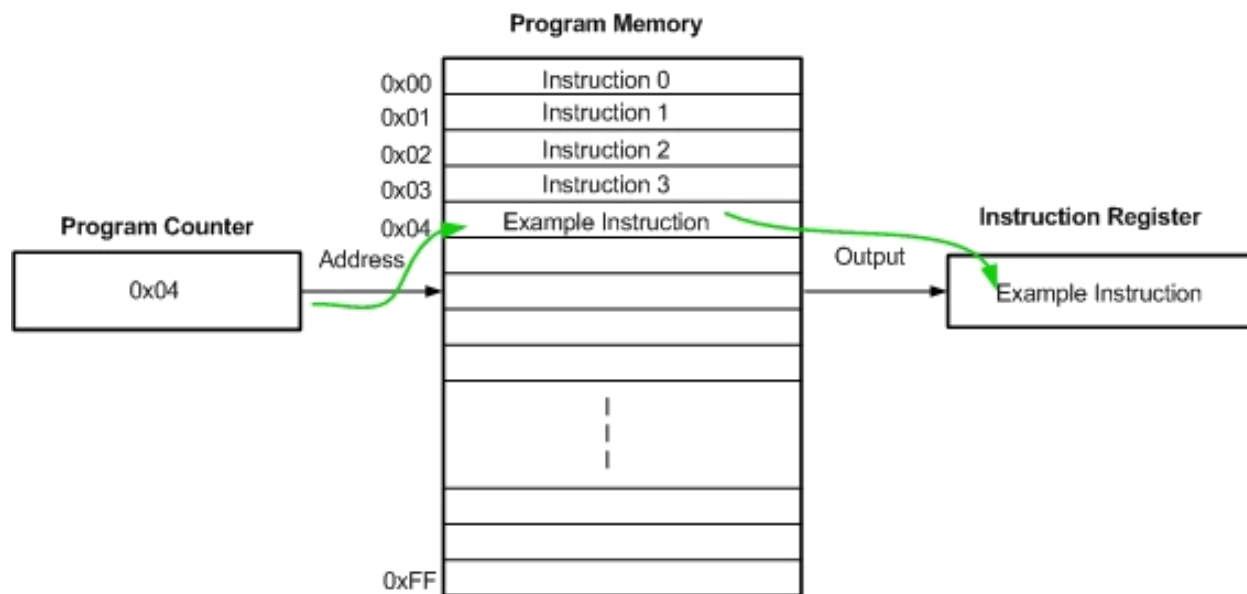 Program Memory
0x00
Instruction 0
0x01
Instruction 1
0x02
Instruction 2
0x03
Instruction 3
0x04
Example Instruction
Program Counter
0x04
Address
Output
Instruction Register
Example Instruction
0xFF